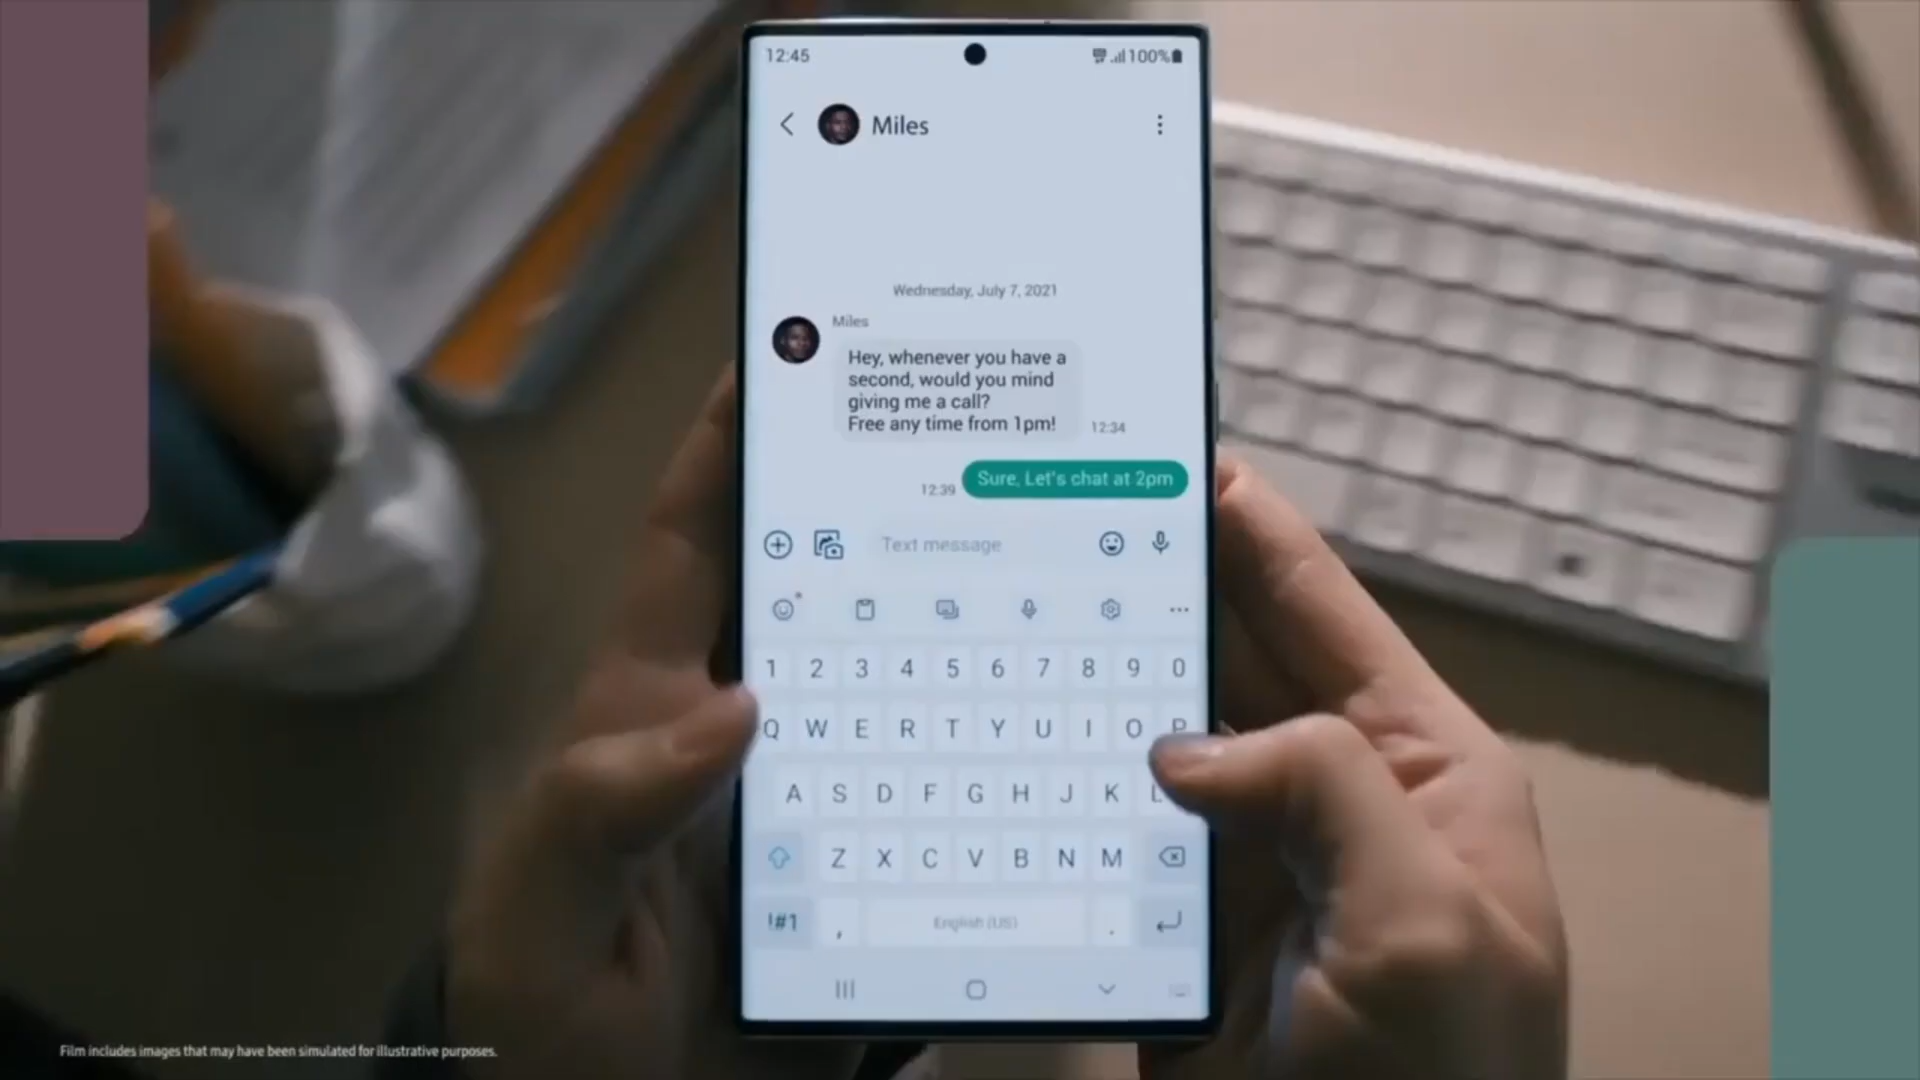 12:45
100%
Miles
Wednesday, July 7, 2021
Miles
Hey, whenever you have a
second, would you mind
giving me a call?
Free any time from 1pm!
12:34
Sure, Let's chat at 2pm
12:39
Text message
1 2 3 4 5 6 7 8 9 0
Q W E R T Y U I O P
A S D F G H J K L
Z X C V B N M
!#1 , English (US) .
Film includes images that may have been simulated for illustrative purposes.